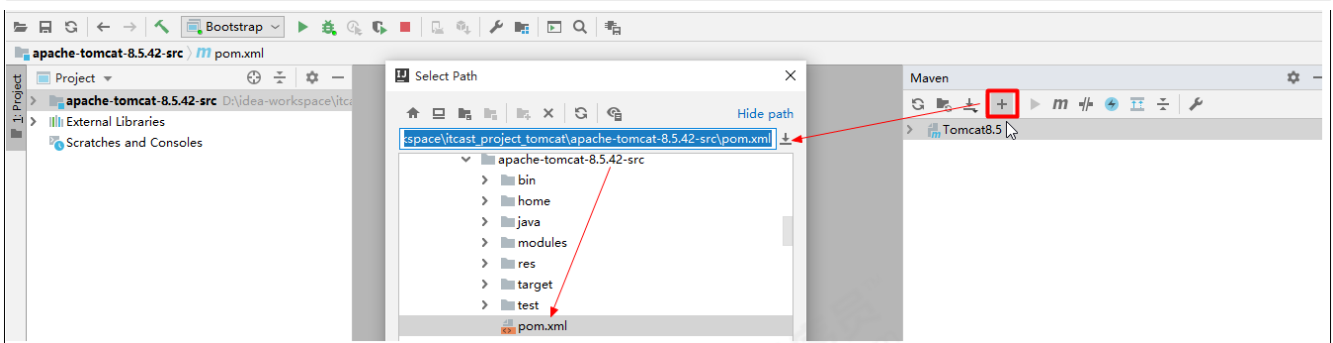 Bootstrap
apache-tomcat-8.5.42-src
m pom.xml
1: Project
Project
apache-tomcat-8.5.42-src D:\idea-workspace\itca
External Libraries
Scratches and Consoles
Select Path
Hide path
kspace\itcast_project_tomcat\apache-tomcat-8.5.42-src\pom.xml
apache-tomcat-8.5.42-src
bin
home
java
modules
res
target
test
pom.xml
Maven
m
Tomcat8.5